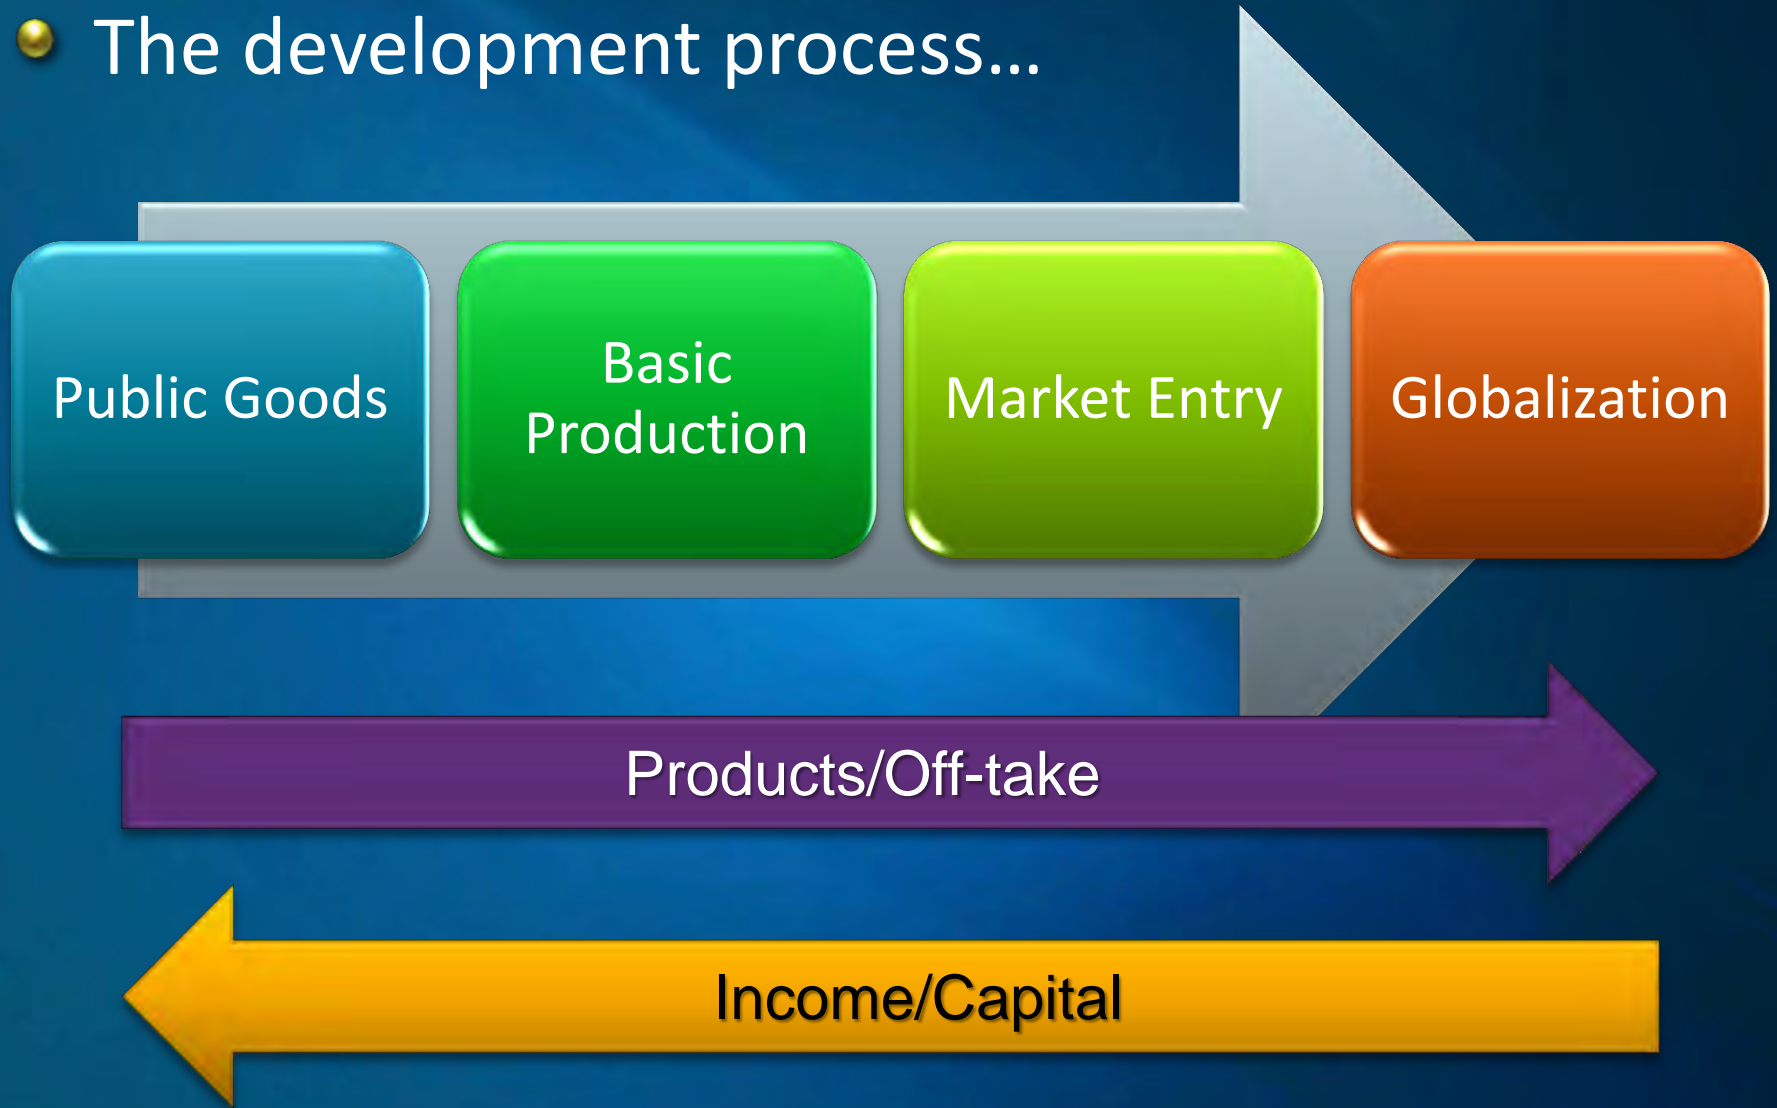 The development process…
Public Goods
Basic
Production
Market Entry
Globalization
Products/Off-take
Income/Capital